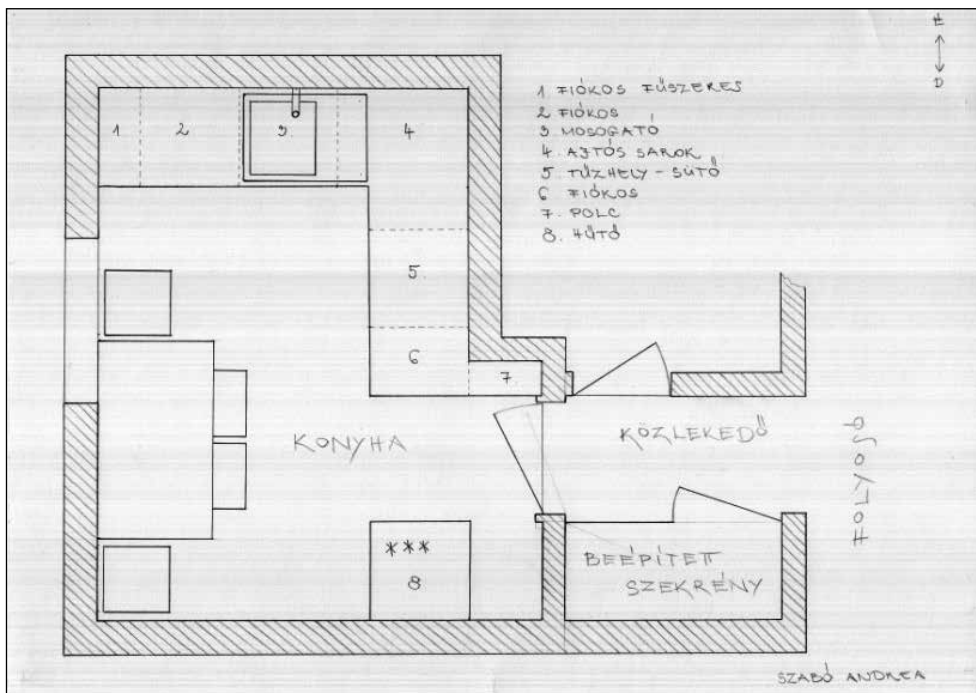 É
D
1 FIÓKOS FŰSZERES
2 FIÓKOS
3 MOSOGATÓ
4. AJTÓS SAROK
5. TŰZHELY - SÜTŐ
6 FIÓKOS
7. POLC
8. HŰTŐ
1
2
3.
4
5.
6
7.
KONYHA
KÖZLEKEDŐ
FOLYOSÓ
***
8
BEÉPÍTETT
SZEKRÉNY
SZABÓ ANDREA